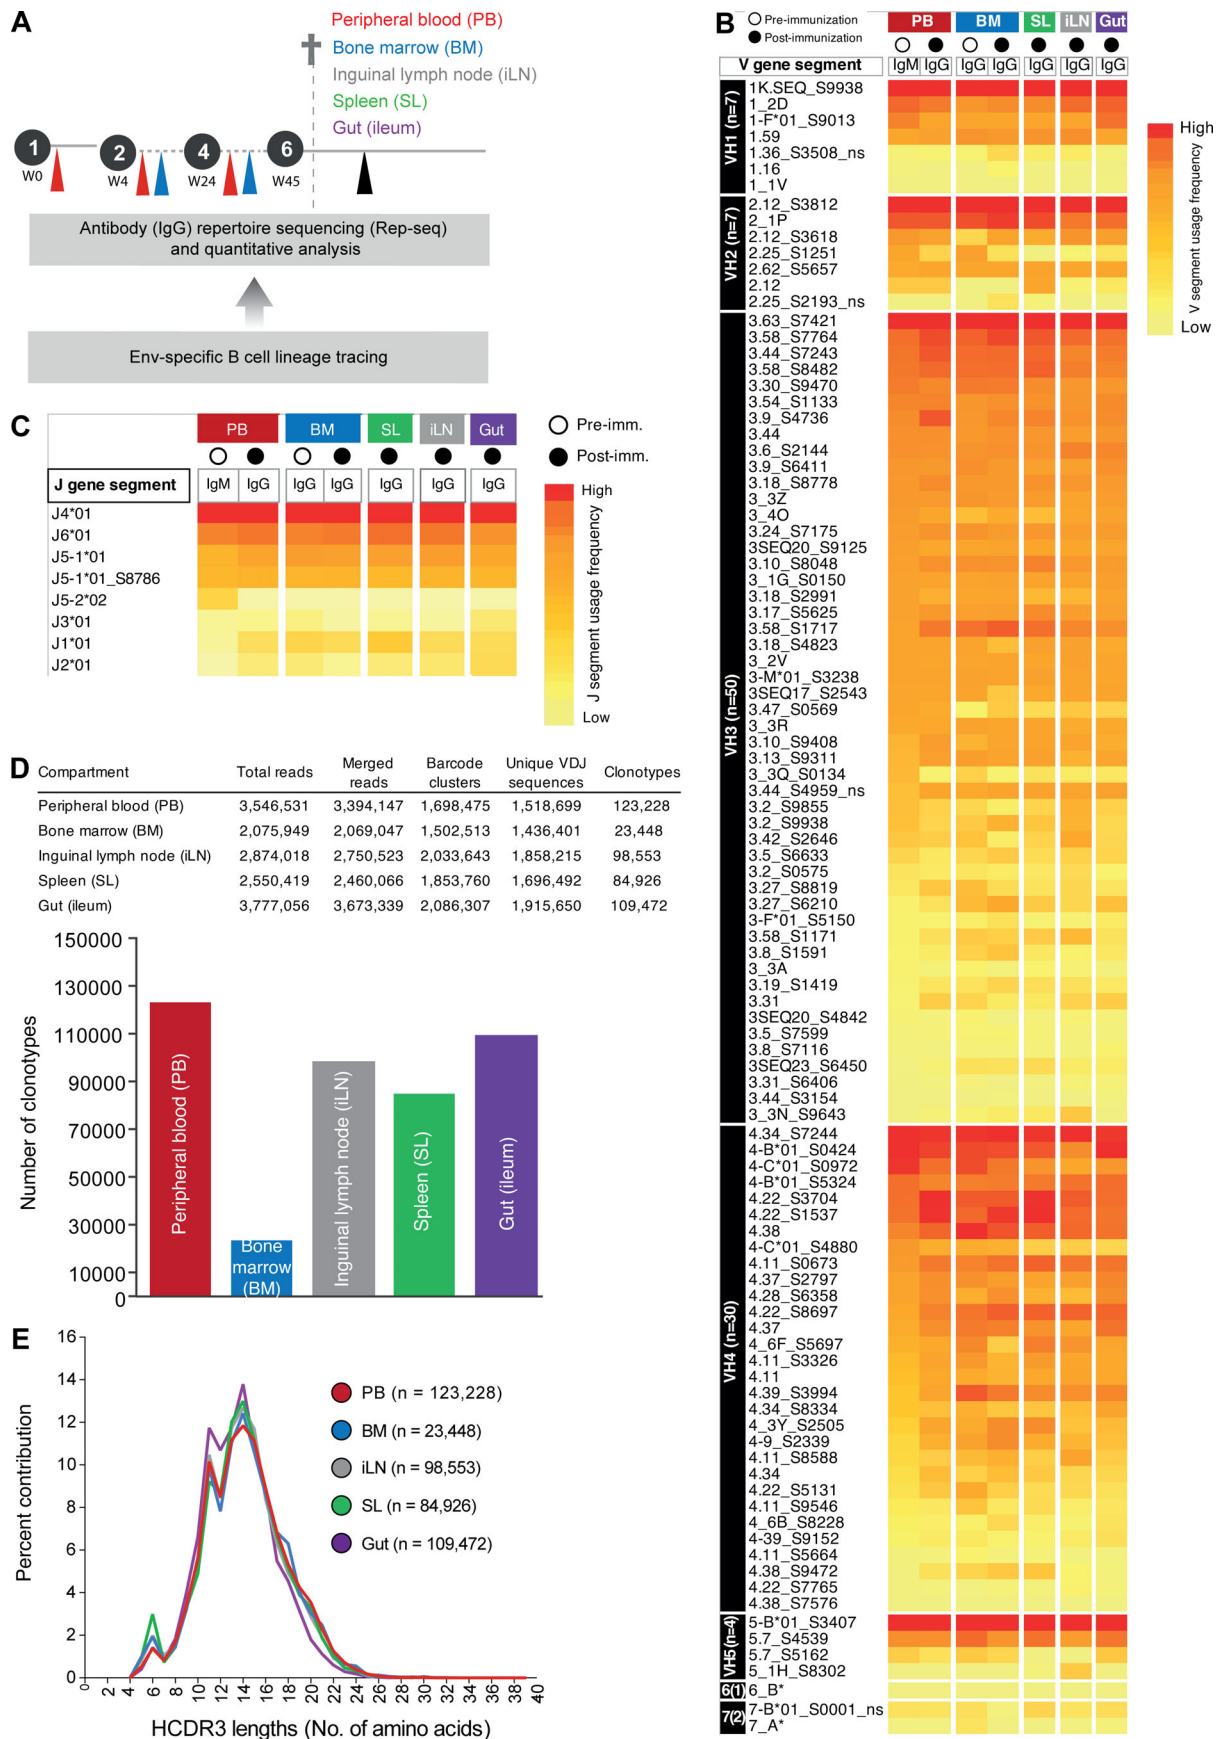 A
Peripheral blood (PB)
Bone marrow (BM)
Inguinal lymph node (iLN)
Spleen (SL)
Gut (ileum)
1
2
4
6
W0
W4
W24
W45
Antibody (IgG) repertoire sequencing (Rep-seq)
and quantitative analysis
Env-specific B cell lineage tracing
B
Pre-immunization
Post-immunization
PB
BM
SL
iLN
Gut
V gene segment
IgM
IgG
IgG
IgG
IgG
IgG
IgG
High
V segment usage frequency
Low
VH1 (n=7)
1K.SEQ_S9938
1_2D
1-F*01_S9013
1.59
1.36_S3508_ns
1.16
1_1V
VH2 (n=7)
2.12_S3812
2_1P
2.12_S3618
2.25_S1251
2.62_S5657
2.12
2.25_S2193_ns
VH3 (n=50)
3.63_S7421
3.58_S7764
3.44_S7243
3.58_S8482
3.30_S9470
3.54_S1133
3.9_S4736
3.44
3.6_S2144
3.9_S6411
3.18_S8778
3_3Z
3_4O
3.24_S7175
3SEQ20_S9125
3.10_S8048
3_1G_S0150
3.18_S2991
3.17_S5625
3.58_S1717
3.18_S4823
3_2V
3-M*01_S3238
3SEQ17_S2543
3.47_S0569
3_3R
3.10_S9408
3.13_S9311
3_3Q_S0134
3.44_S4959_ns
3.2_S9855
3.2_S9938
3.42_S2646
3.5_S6633
3.2_S0575
3.27_S8819
3.27_S6210
3-F*01_S5150
3.58_S1171
3.8_S1591
3_3A
3.19_S1419
3.31
3SEQ20_S4842
3.5_S7599
3.8_S7116
3SEQ23_S6450
3.31_S6406
3.44_S3154
3_3N_S9643
VH4 (n=30)
4.34_S7244
4-B*01_S0424
4-C*01_S0972
4-B*01_S5324
4.22_S3704
4.22_S1537
4.38
4-C*01_S4880
4.11_S0673
4.37_S2797
4.28_S6358
4.22_S8697
4.37
4_6F_S5697
4.11_S3326
4.11
4.39_S3994
4.34_S8334
4_3Y_S2505
4-9_S2339
4.11_S8588
4.34
4.22_S5131
4.11_S9546
4_6B_S8228
4-39_S9152
4.11_S5664
4.38_S9472
4.22_S7765
4.38_S7576
VH5(n=4)
5-B*01_S3407
5.7_S4539
5.7_S5162
5_1H_S8302
6(1)
6_B*
7(2)
7-B*01_S0001_ns
7_A*
C
PB
BM
SL
iLN
Gut
Pre-imm.
Post-imm.
J gene segment
IgM
IgG
IgG
IgG
IgG
IgG
IgG
J4*01
J6*01
J5-1*01
J5-1*01_S8786
J5-2*02
J3*01
J1*01
J2*01
High
J segment usage frequency
Low
D
Compartment Total reads Merged reads Barcode clusters Unique VDJ sequences Clonotypes
Peripheral blood (PB) 3,546,531 3,394,147 1,698,475 1,518,699 123,228
Bone marrow (BM) 2,075,949 2,069,047 1,502,513 1,436,401 23,448
Inguinal lymph node (iLN) 2,874,018 2,750,523 2,033,643 1,858,215 98,553
Spleen (SL) 2,550,419 2,460,066 1,853,760 1,696,492 84,926
Gut (ileum) 3,777,056 3,673,339 2,086,307 1,915,650 109,472
Number of clonotypes
150000
130000
110000
90000
70000
50000
30000
10000
0
Peripheral blood (PB)
Bone
marrow
(BM)
Inguinal lymph node (iLN)
Spleen (SL)
Gut (ileum)
E
Percent contribution
16
14
12
10
8
6
4
2
0
PB (n = 123,228)
BM (n = 23,448)
iLN (n = 98,553)
SL (n = 84,926)
Gut (n = 109,472)
0 2 4 6 8 10 12 14 16 18 20 22 24 26 28 30 32 34 36 38 40
HCDR3 lengths (No. of amino acids)